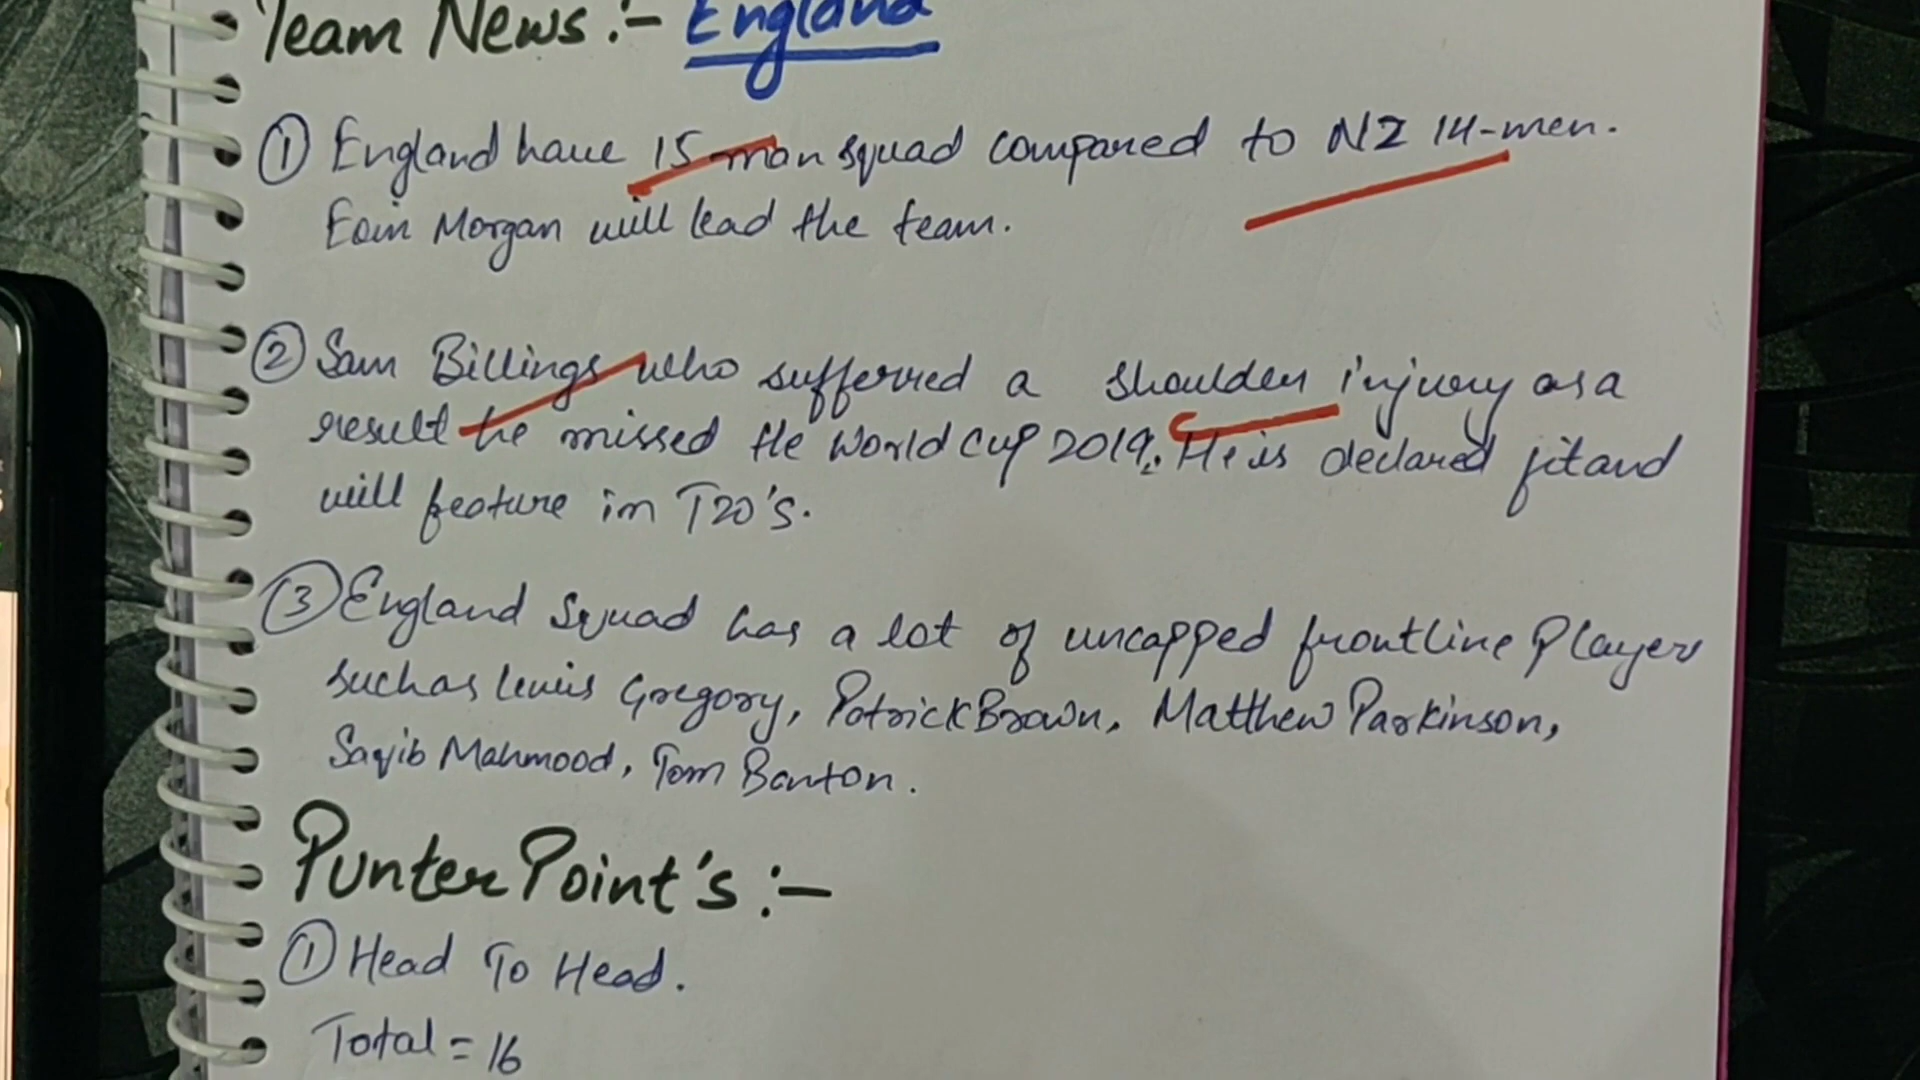 Team News :- England
① England have 15 man squad compared to NZ 14-men.
Eoin Morgan will lead the team.
② Sam Billings who sufferred a shoulder injury as a
result he missed the World Cup 2019. He is declared fit and
will feature in T20's.
③ England Squad has a lot of uncapped frontline Players
such as Lewis Gregory, Patrick Brown, Matthew Parkinson,
Saqib Mahmood, Tom Banton.
Punter Point's :-
① Head To Head.
Total = 16